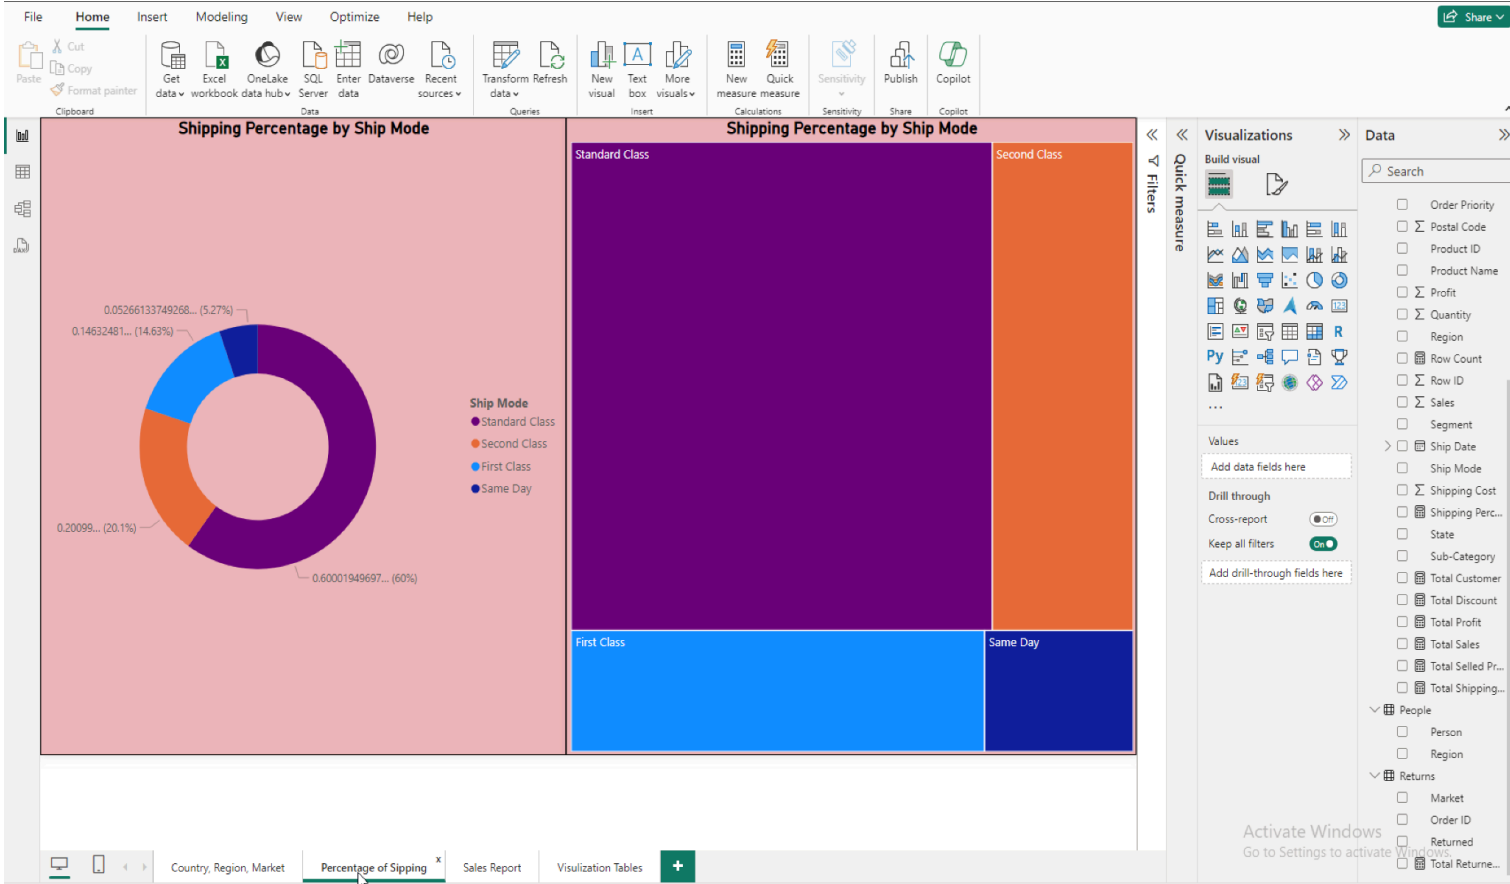 File Home Insert Modeling View Optimize Help
Share
Paste
Cut
Copy
Format painter
Clipboard
Get data
Excel workbook
OneLake data hub
SQL Server
Enter data
Dataverse
Recent sources
Data
Transform data
Refresh
Queries
New visual
Text box
More visuals
Insert
New measure
Quick measure
Calculations
Sensitivity
Sensitivity
Publish
Share
Copilot
Copilot
Shipping Percentage by Ship Mode
0.05266133749268... (5.27%)
0.14632481... (14.63%)
0.20099... (20.1%)
0.60001949697... (60%)
Ship Mode
Standard Class
Second Class
First Class
Same Day
Shipping Percentage by Ship Mode
Standard Class
Second Class
First Class
Same Day
Filters
Quick measure
Visualizations
Build visual
123
R
Py
...
Values
Add data fields here
Drill through
Cross-report
Off
Keep all filters
On
Add drill-through fields here
Data
Search
Order Priority
Postal Code
Product ID
Product Name
Profit
Quantity
Region
Row Count
Row ID
Sales
Segment
Ship Date
Ship Mode
Shipping Cost
Shipping Perc...
State
Sub-Category
Total Customer
Total Discount
Total Profit
Total Sales
Total Selled Pr...
Total Shipping...
People
Person
Region
Returns
Market
Order ID
Returned
Total Returne...
Activate Windows
Go to Settings to activate Windows.
Country, Region, Market
Percentage of Sipping
x
Sales Report
Visulization Tables
+